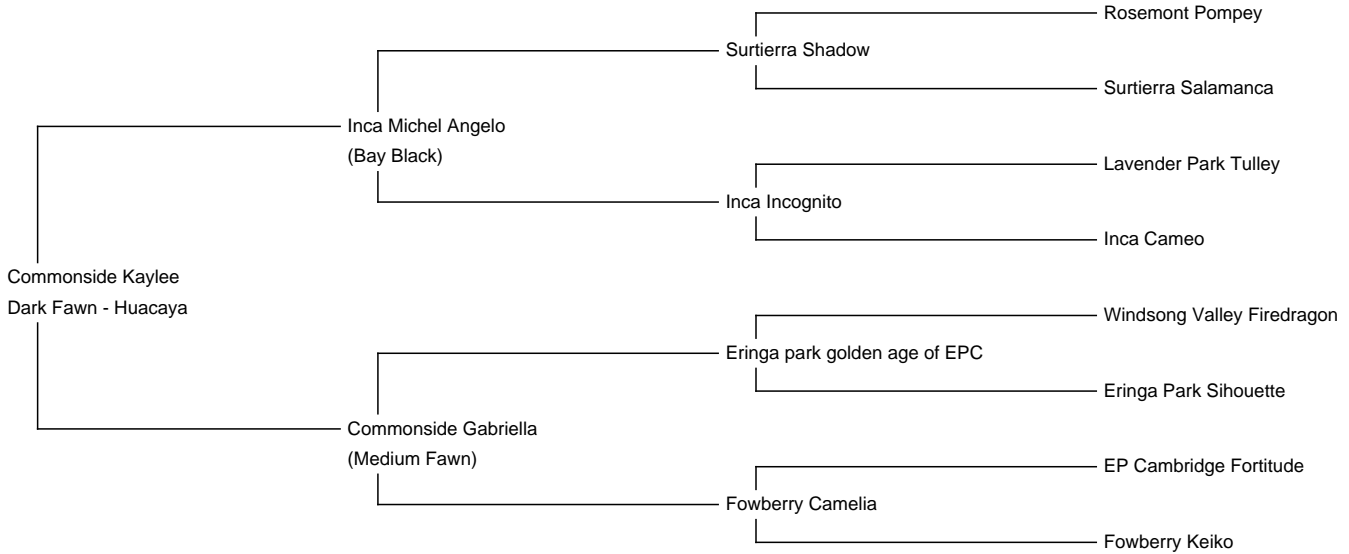 Rosemont Pompey
Surtierra Shadow
Surtierra Salamanca
Inca Michel Angelo
(Bay Black)
Lavender Park Tulley
Inca Incognito
Inca Cameo
Commonside Kaylee
Dark Fawn - Huacaya
Windsong Valley Firedragon
Eringa park golden age of EPC
Eringa Park Sihouette
Commonside Gabriella
(Medium Fawn)
EP Cambridge Fortitude
Fowberry Camelia
Fowberry Keiko